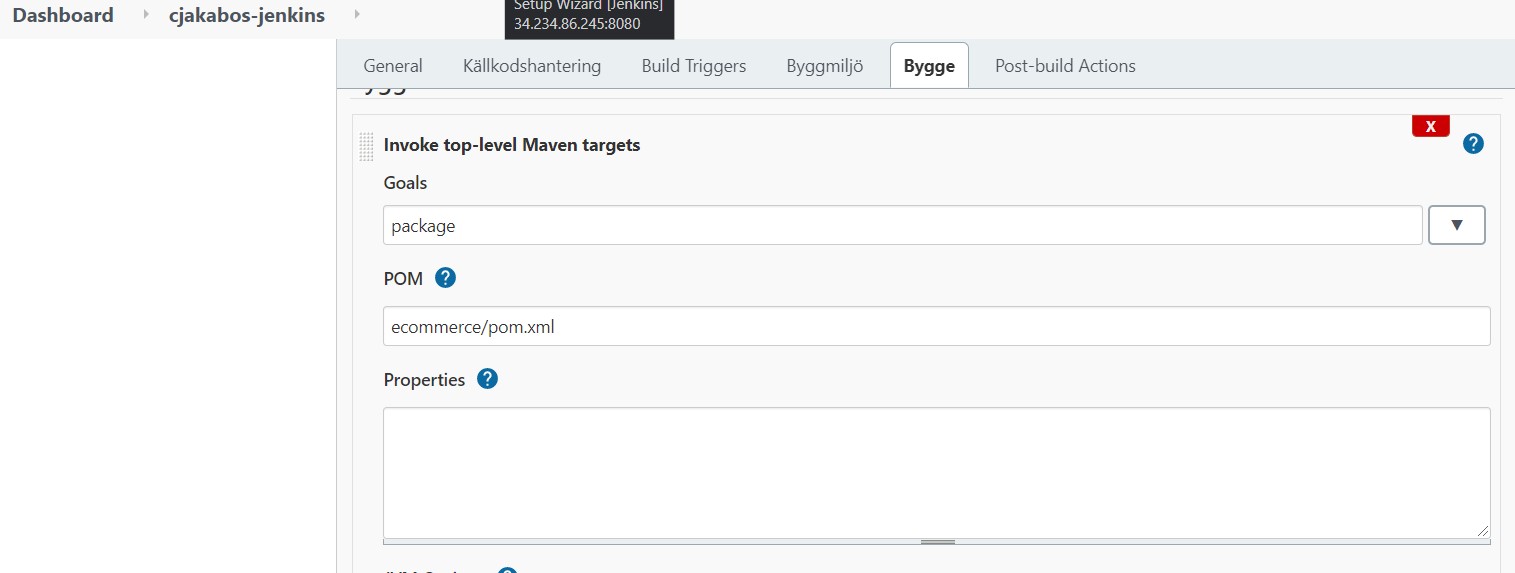 Dashboard cjakabos-jenkins
Setup Wizard [Jenkins]
34.234.86.245:8080
General Källkodshantering Build Triggers Byggmiljö Bygge Post-build Actions
X
Invoke top-level Maven targets ?
Goals
package
POM ?
ecommerce/pom.xml
Properties ?